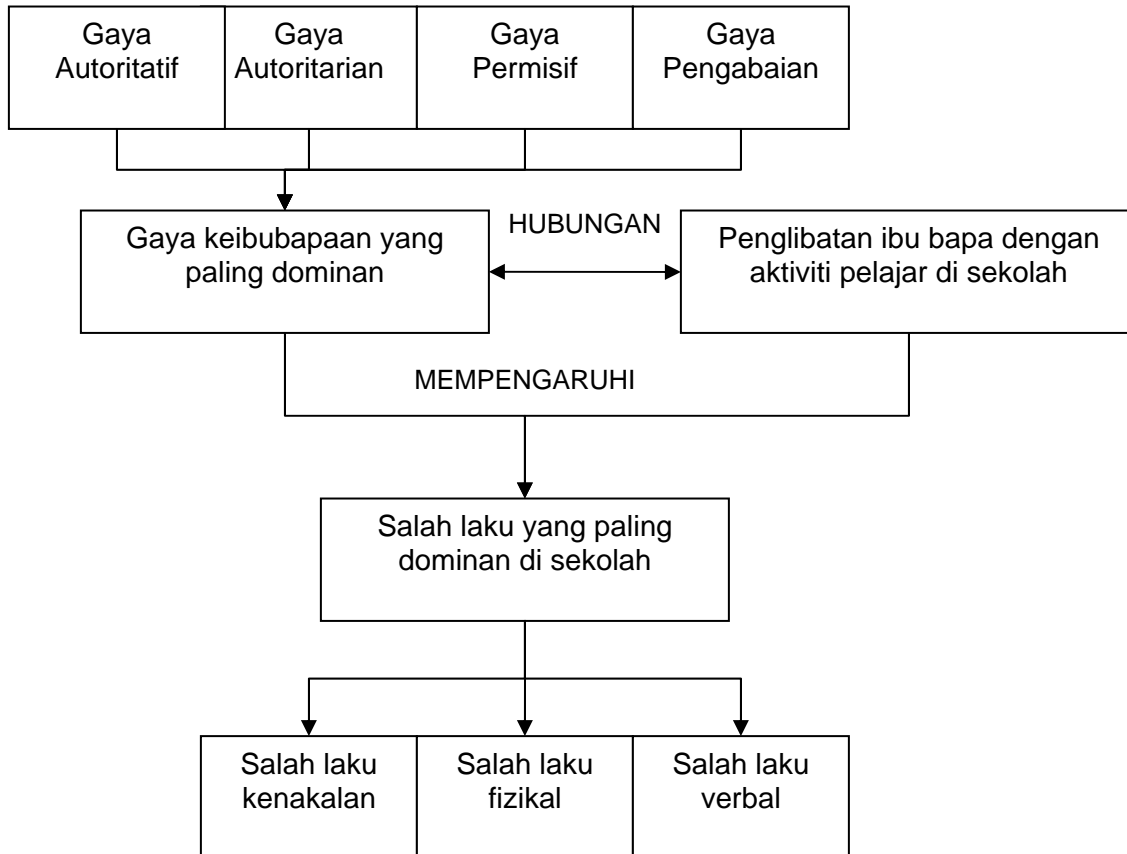 Gaya
Autoritatif
Gaya
Autoritarian
Gaya
Permisif
Gaya
Pengabaian
Gaya keibubapaan yang
paling dominan
HUBUNGAN
Penglibatan ibu bapa dengan
aktiviti pelajar di sekolah
MEMPENGARUHI
Salah laku yang paling
dominan di sekolah
Salah laku
kenakalan
Salah laku
fizikal
Salah laku
verbal